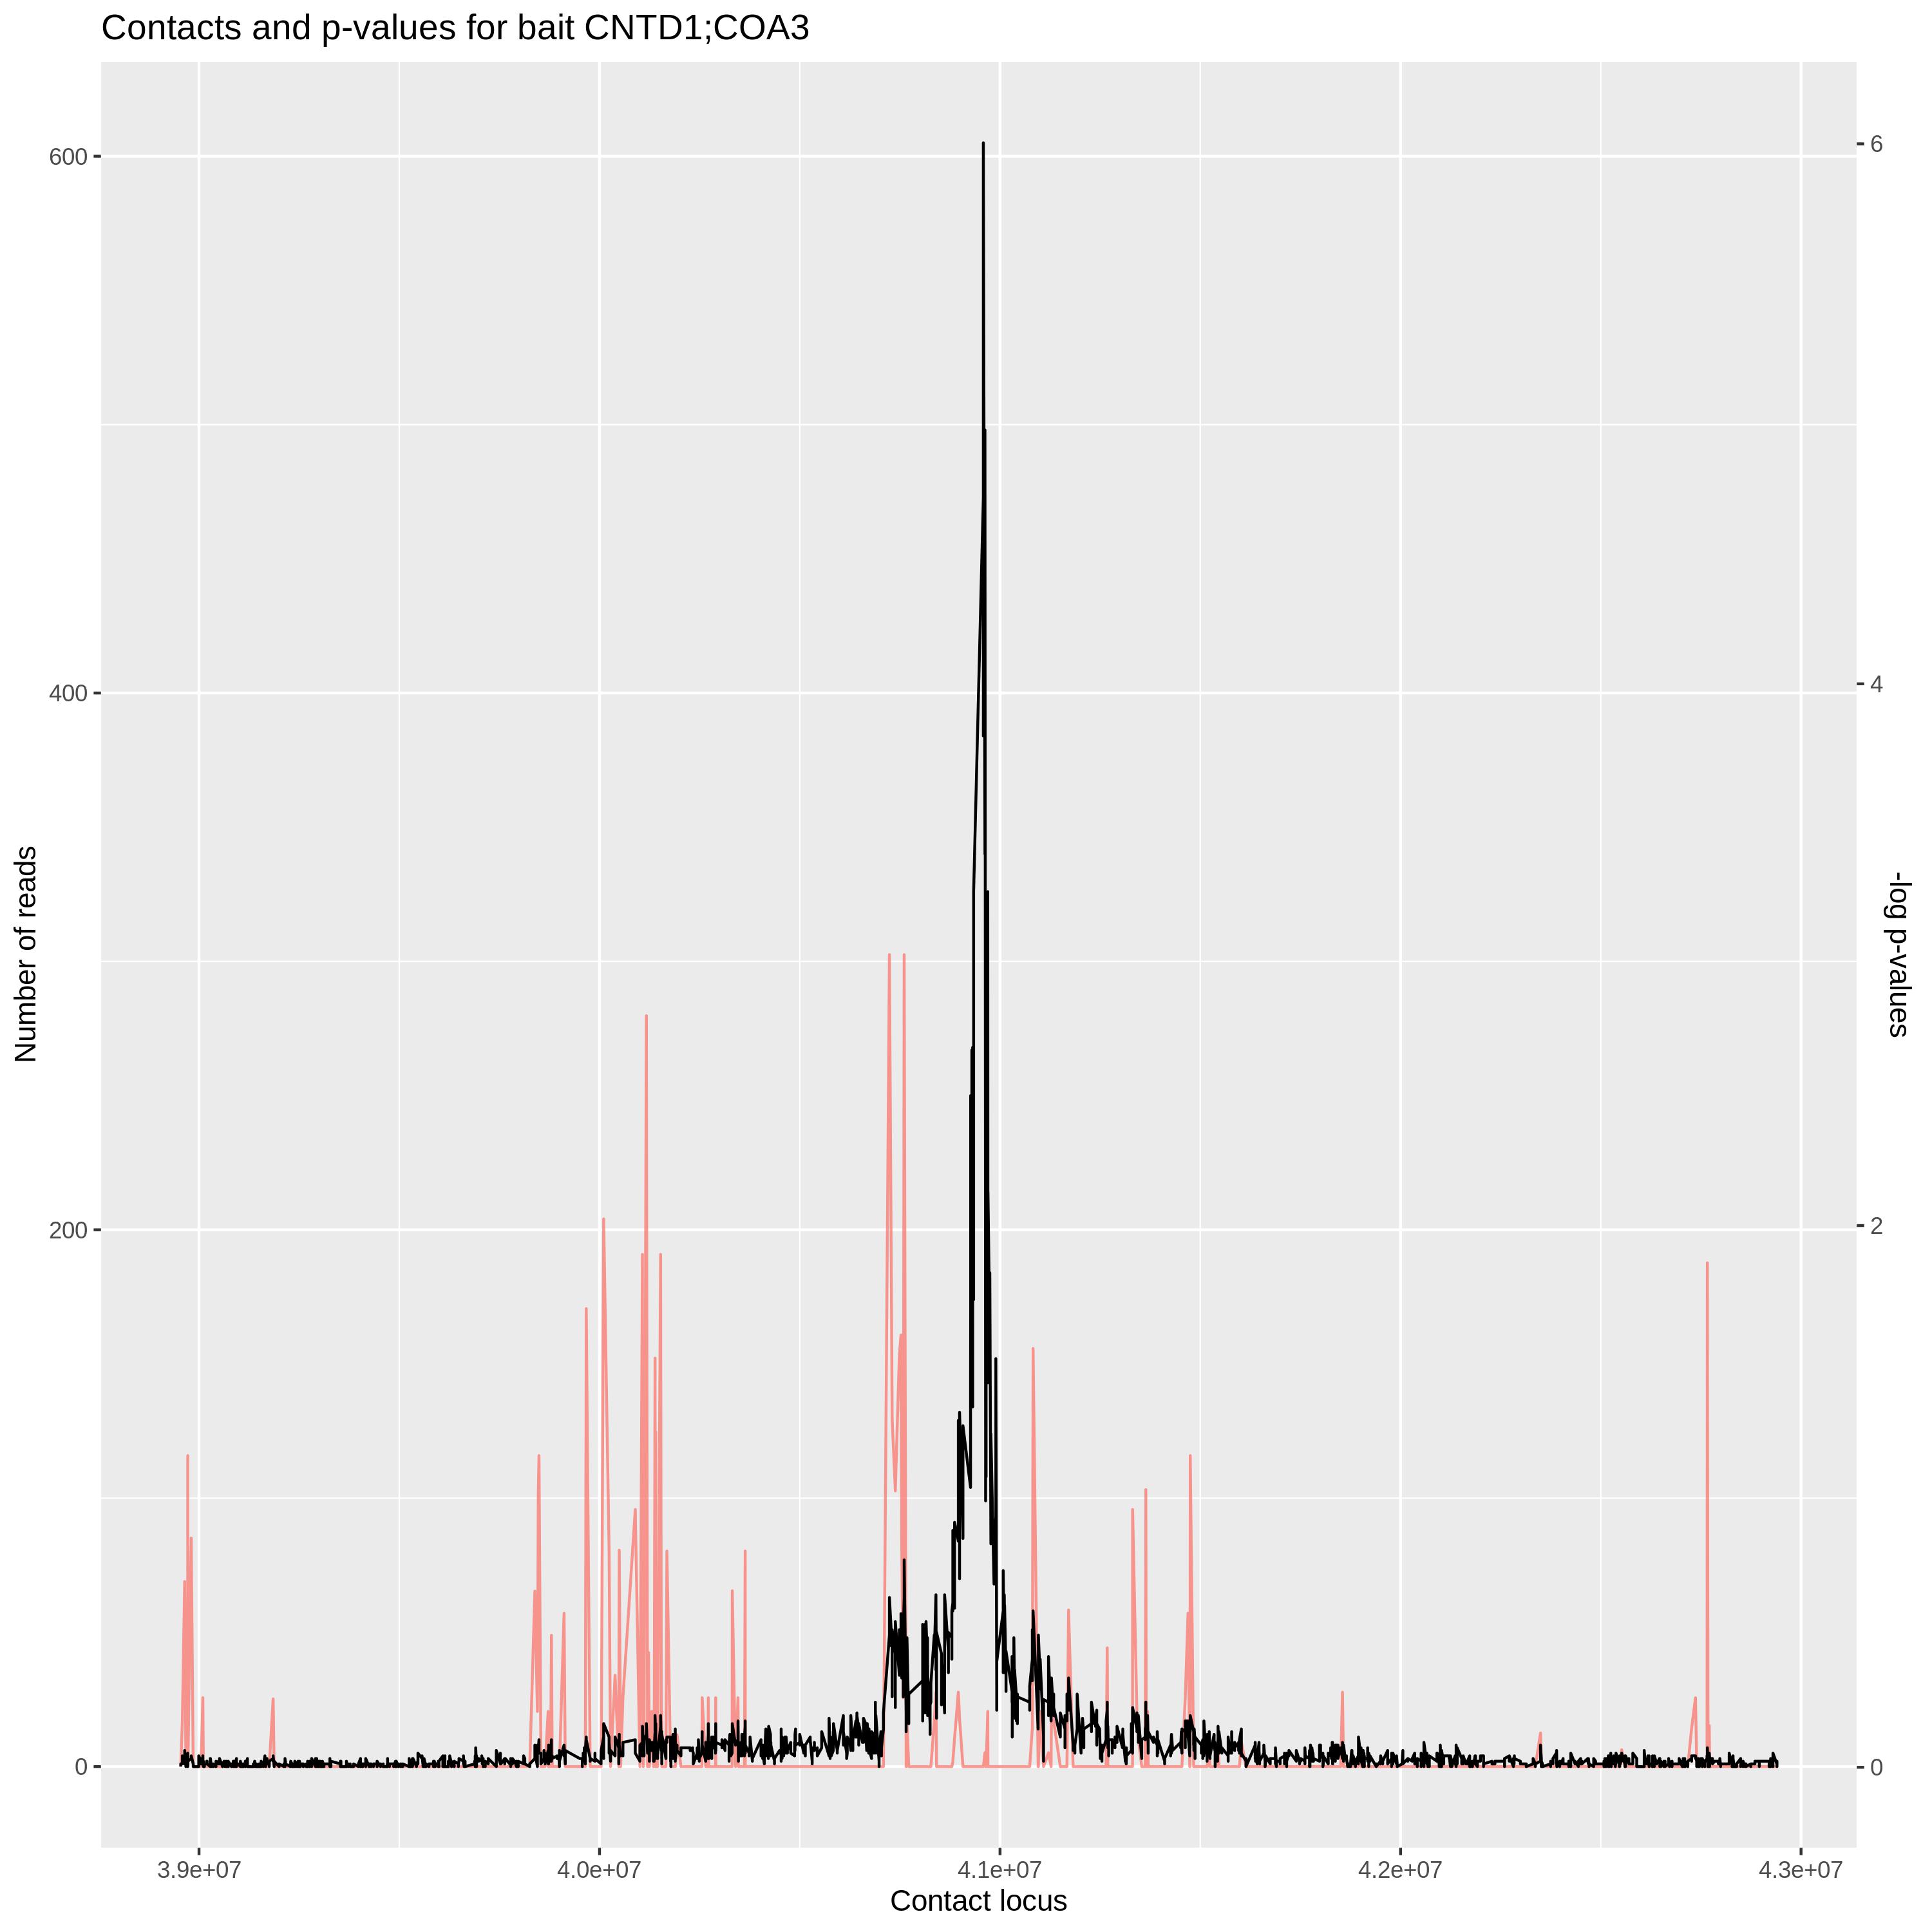 Contacts and p-values for bait CNTD1;COA3
600
400
200
0
Number of reads
6
4
2
0
-log p-values
3.9e+07
4.0e+07
4.1e+07
4.2e+07
4.3e+07
Contact locus